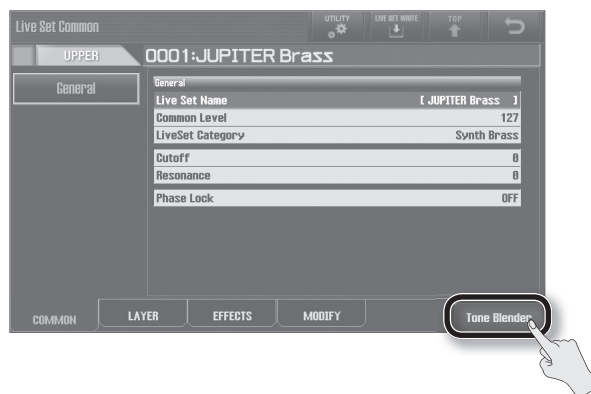 Live Set Common
UTILITY
LIVE SET WRITE
TOP
UPPER
0001:JUPITER Brass
General
General
Live Set Name [ JUPITER Brass ]
Common Level 127
LiveSet Category Synth Brass
Cutoff 0
Resonance 0
Phase Lock OFF
COMMON
LAYER
EFFECTS
MODIFY
Tone Blender